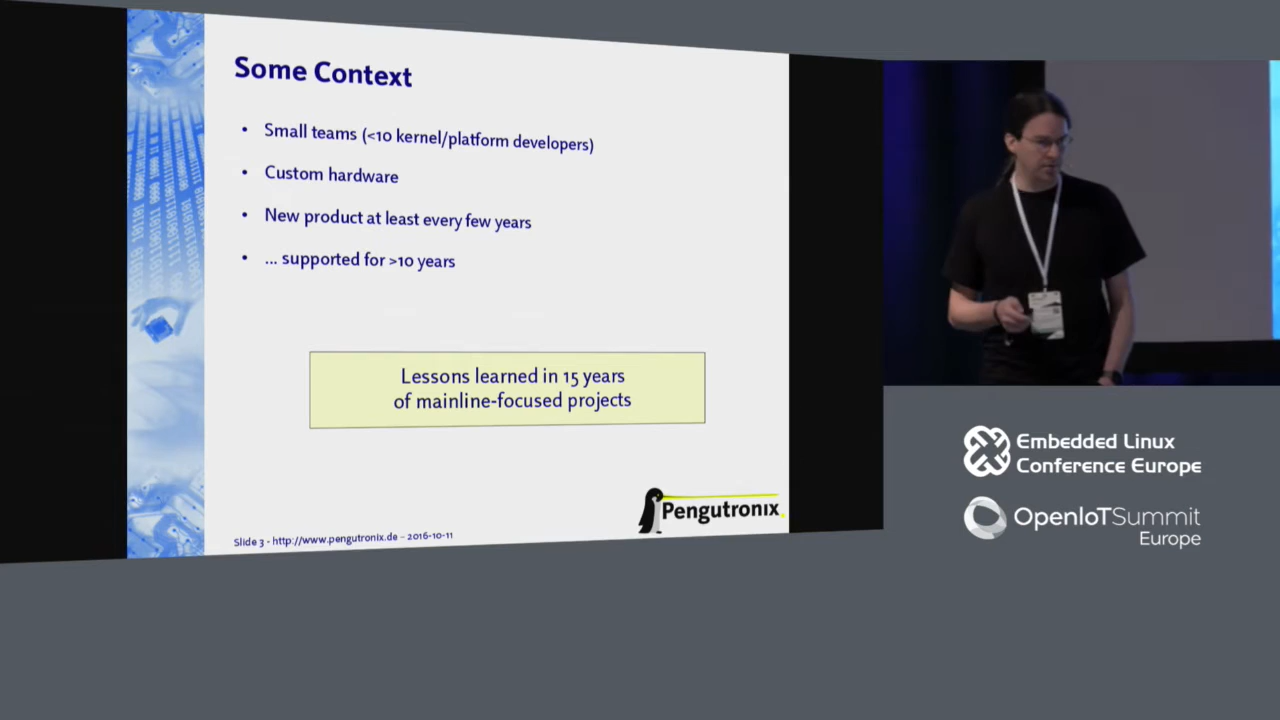 Some Context
• Small teams (<10 kernel/platform developers)
• Custom hardware
• New product at least every few years
• ... supported for >10 years
Lessons learned in 15 years
of mainline-focused projects
Pengutronix
Slide 3 - http://www.pengutronix.de - 2016-10-11
Embedded Linux
Conference Europe
OpenIoTSummit
Europe